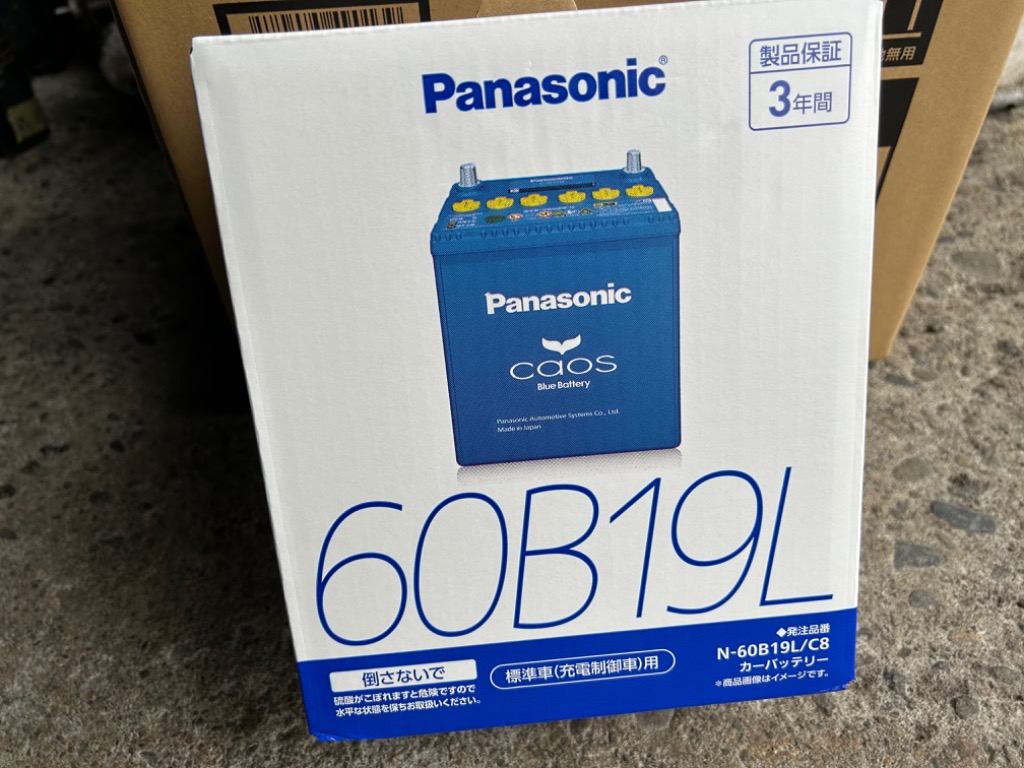 Panasonic®
製品保証
3年間
Panasonic
Panasonic
caos
Blue Battery
Panasonic Automotive Systems Co., Ltd.
Made in Japan
60B19L
◆発注品番
N-60B19L/C8
カーバッテリー
※商品画像はイメージです。
倒さないで
硫酸がこぼれますと危険ですので
水平な状態を保ちお取扱いください。
標準車(充電制御車)用
無用